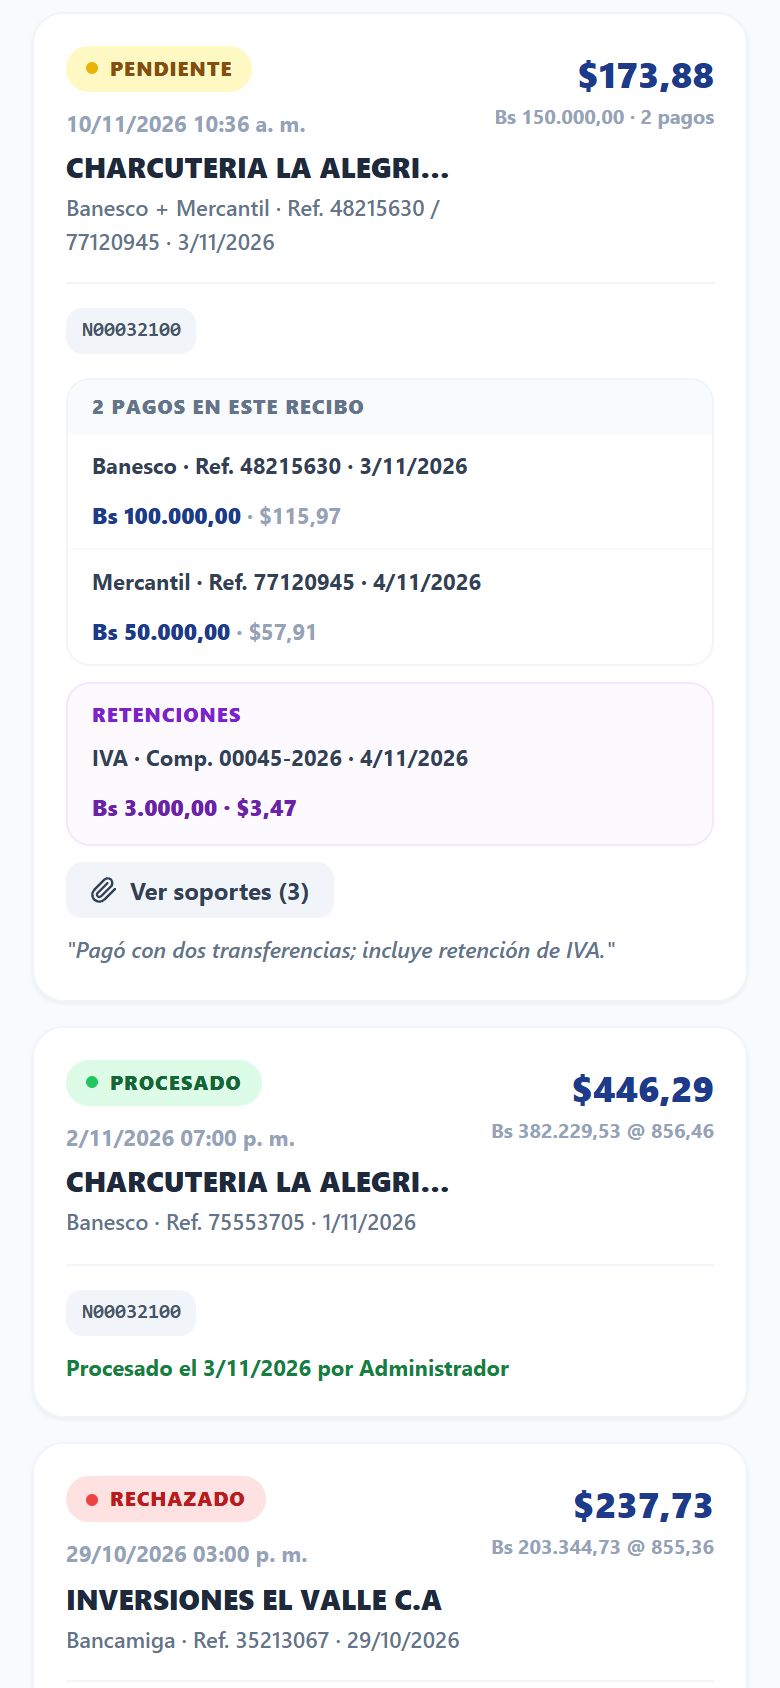 PENDIENTE
$173,88
10/11/2026 10:36 a. m.
Bs 150.000,00 · 2 pagos
CHARCUTERIA LA ALEGRI...
Banesco + Mercantil · Ref. 48215630 /
77120945 · 3/11/2026
N00032100
2 PAGOS EN ESTE RECIBO
Banesco · Ref. 48215630 · 3/11/2026
Bs 100.000,00 · $115,97
Mercantil · Ref. 77120945 · 4/11/2026
Bs 50.000,00 · $57,91
RETENCIONES
IVA · Comp. 00045-2026 · 4/11/2026
Bs 3.000,00 · $3,47
Ver soportes (3)
"Pagó con dos transferencias; incluye retención de IVA."
PROCESADO
$446,29
2/11/2026 07:00 p. m.
Bs 382.229,53 @ 856,46
CHARCUTERIA LA ALEGRI...
Banesco · Ref. 75553705 · 1/11/2026
N00032100
Procesado el 3/11/2026 por Administrador
RECHAZADO
$237,73
29/10/2026 03:00 p. m.
Bs 203.344,73 @ 855,36
INVERSIONES EL VALLE C.A
Bancamiga · Ref. 35213067 · 29/10/2026